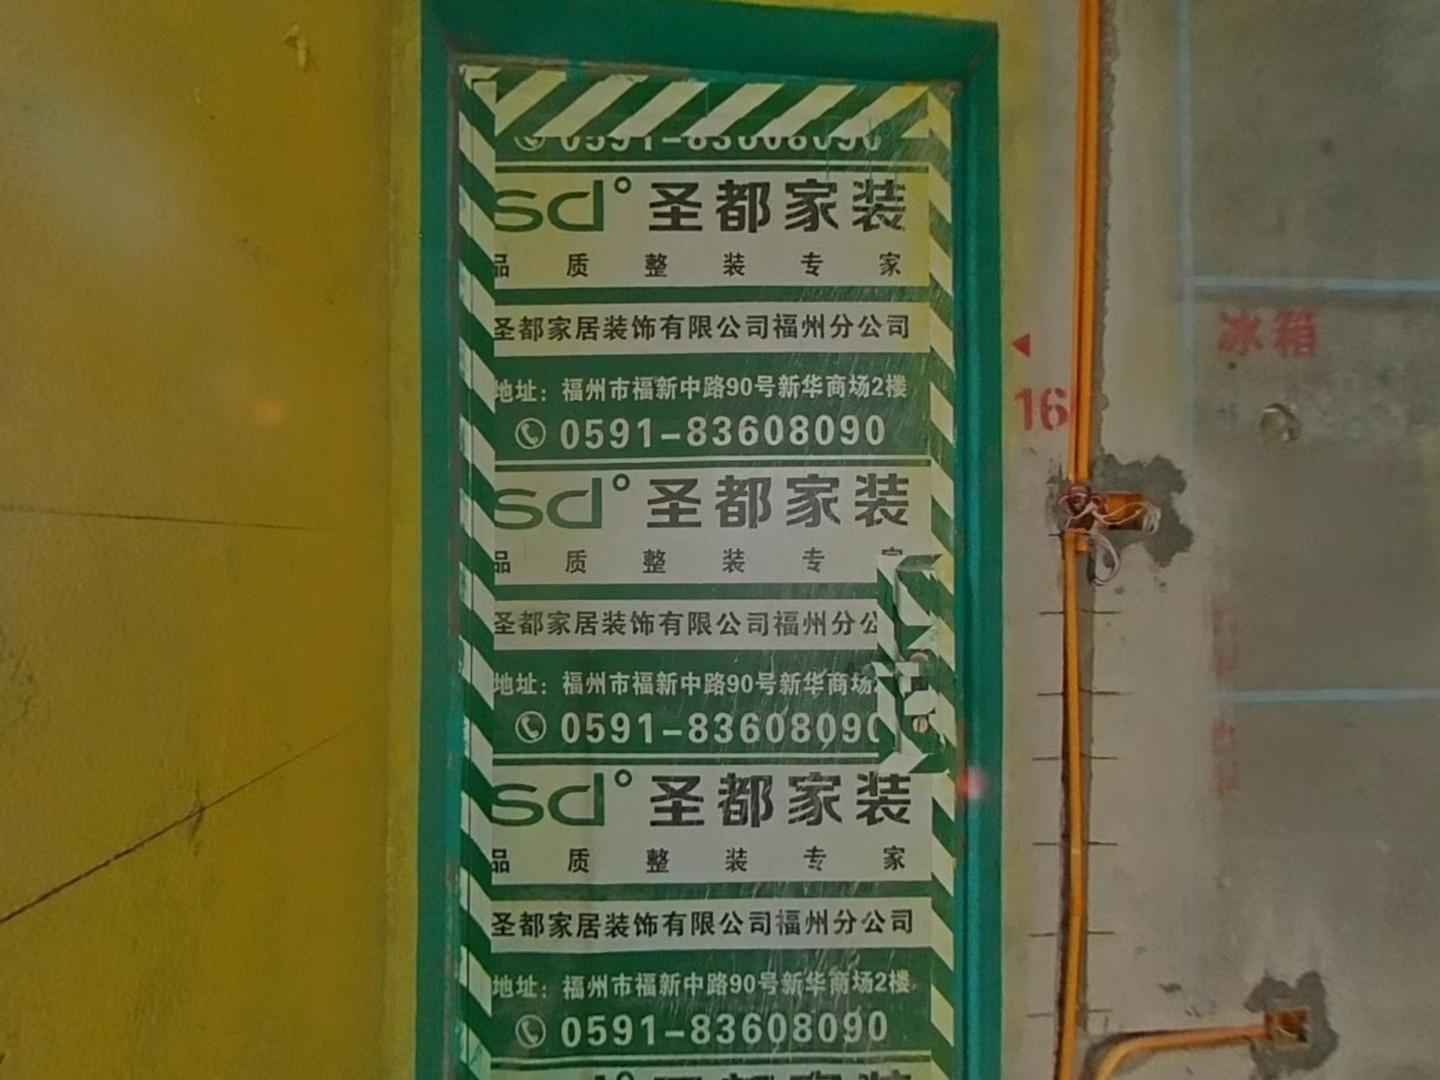 0591-83608090
sd°圣都家装
品质整装专家
圣都家居装饰有限公司福州分公司
地址：福州市福新中路90号新华商场2楼
0591-83608090
sd°圣都家装
品质整装专家
圣都家居装饰有限公司福州分公
地址：福州市福新中路90号新华商场
0591-83608090
sd°圣都家装
品质整装专家
圣都家居装饰有限公司福州分公司
地址：福州市福新中路90号新华商场2楼
0591-83608090
冰箱
16